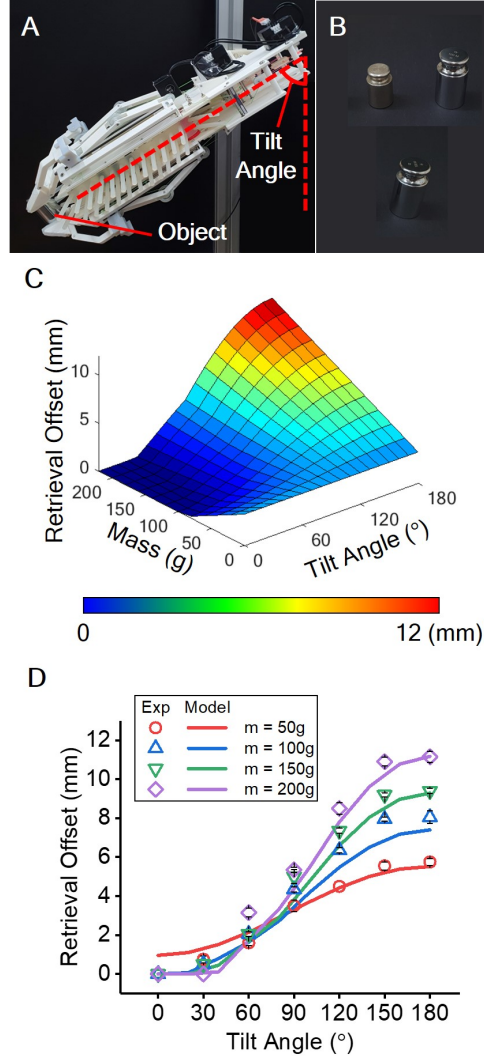 A
B
Tilt
Angle
Object
C
Retrieval Offset (mm)
10
5
0
200
150
100
50
0
Mass (g)
0
60
120
180
Tilt Angle (°)
0
12 (mm)
D
Exp Model
m = 50g
m = 100g
m = 150g
m = 200g
Retrieval Offset (mm)
12
10
8
6
4
2
0
0 30 60 90 120 150 180
Tilt Angle (°)